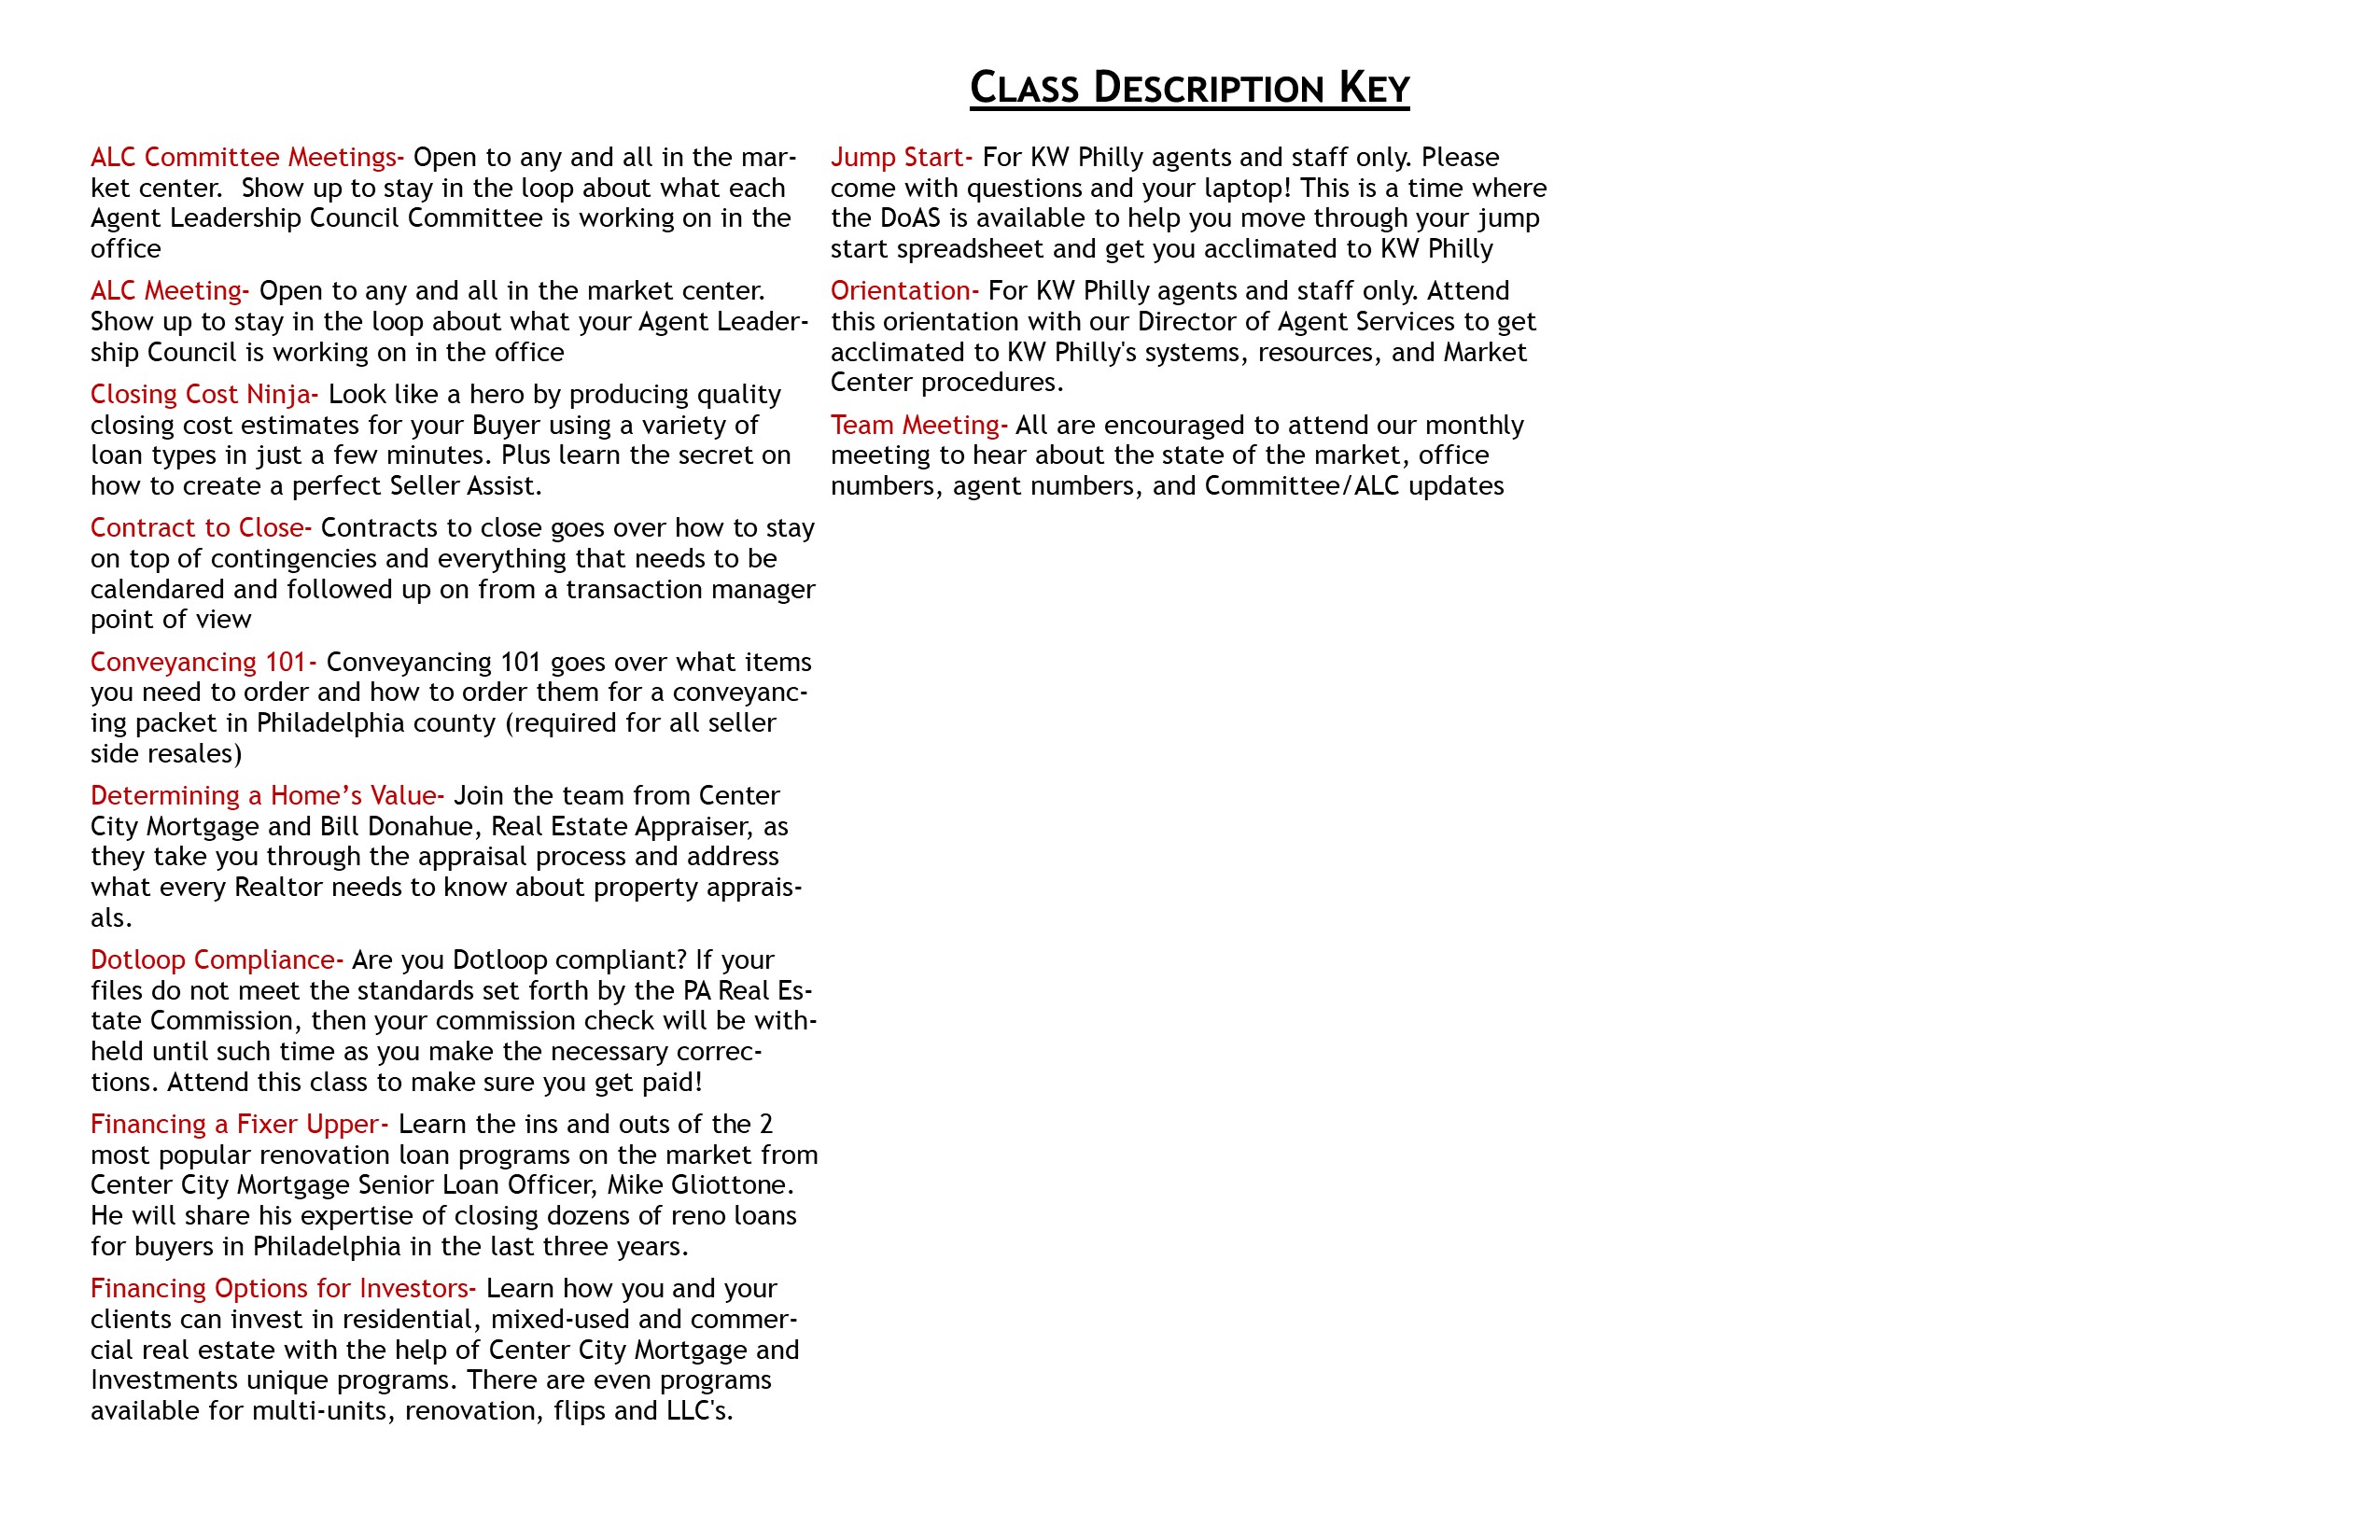 CLASS DESCRIPTION KEY
ALC Committee Meetings- Open to any and all in the mar-
ket center.  Show up to stay in the loop about what each
Agent Leadership Council Committee is working on in the
office
ALC Meeting- Open to any and all in the market center.
Show up to stay in the loop about what your Agent Leader-
ship Council is working on in the office
Closing Cost Ninja- Look like a hero by producing quality
closing cost estimates for your Buyer using a variety of
loan types in just a few minutes. Plus learn the secret on
how to create a perfect Seller Assist.
Contract to Close- Contracts to close goes over how to stay
on top of contingencies and everything that needs to be
calendared and followed up on from a transaction manager
point of view
Conveyancing 101- Conveyancing 101 goes over what items
you need to order and how to order them for a conveyanc-
ing packet in Philadelphia county (required for all seller
side resales)
Determining a Home’s Value- Join the team from Center
City Mortgage and Bill Donahue, Real Estate Appraiser, as
they take you through the appraisal process and address
what every Realtor needs to know about property apprais-
als.
Dotloop Compliance- Are you Dotloop compliant? If your
files do not meet the standards set forth by the PA Real Es-
tate Commission, then your commission check will be with-
held until such time as you make the necessary correc-
tions. Attend this class to make sure you get paid!
Financing a Fixer Upper- Learn the ins and outs of the 2
most popular renovation loan programs on the market from
Center City Mortgage Senior Loan Officer, Mike Gliottone.
He will share his expertise of closing dozens of reno loans
for buyers in Philadelphia in the last three years.
Financing Options for Investors- Learn how you and your
clients can invest in residential, mixed-used and commer-
cial real estate with the help of Center City Mortgage and
Investments unique programs. There are even programs
available for multi-units, renovation, flips and LLC's.
Jump Start- For KW Philly agents and staff only. Please
come with questions and your laptop! This is a time where
the DoAS is available to help you move through your jump
start spreadsheet and get you acclimated to KW Philly
Orientation- For KW Philly agents and staff only. Attend
this orientation with our Director of Agent Services to get
acclimated to KW Philly's systems, resources, and Market
Center procedures.
Team Meeting- All are encouraged to attend our monthly
meeting to hear about the state of the market, office
numbers, agent numbers, and Committee/ALC updates